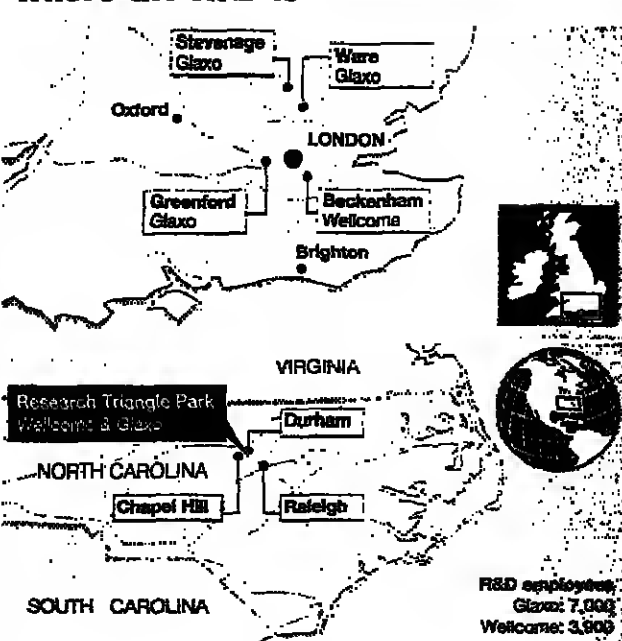 Where the R&D is
Stevenage
Glaxo
Ware
Glaxo
Oxford
LONDON
Greenford
Glaxo
Beckenham
Wellcome
Brighton
VIRGINIA
Research Triangle Park
Wellcome & Glaxo
Durham
NORTH CAROLINA
Chapel Hill
Raleigh
SOUTH CAROLINA
R&D employees
Glaxo: 7,000
Wellcome: 3,900